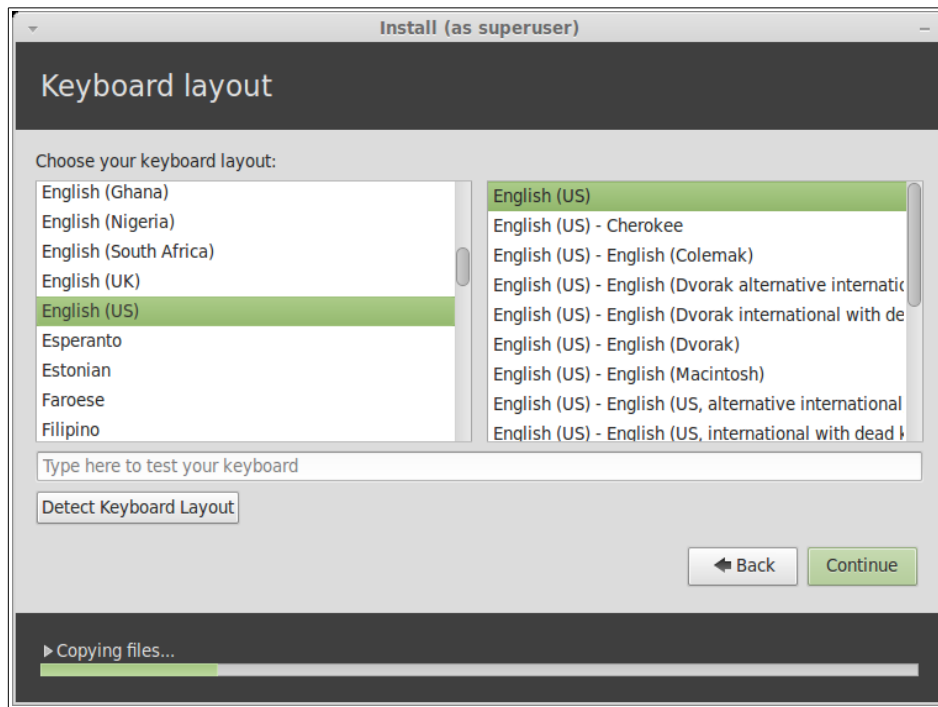 Install (as superuser)
Keyboard layout
Choose your keyboard layout:
English (Ghana)
English (Nigeria)
English (South Africa)
English (UK)
English (US)
Esperanto
Estonian
Faroese
Filipino
English (US)
English (US) - Cherokee
English (US) - English (Colemak)
English (US) - English (Dvorak alternative internatic
English (US) - English (Dvorak international with de
English (US) - English (Dvorak)
English (US) - English (Macintosh)
English (US) - English (US, alternative international
English (US) - English (US, international with dead k
Type here to test your keyboard
Detect Keyboard Layout
Back
Continue
Copying files...